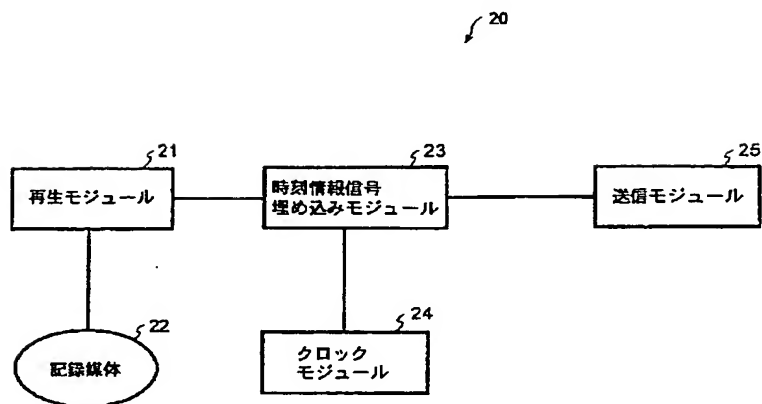 20
21
再生モジュール
23
時刻情報信号
埋め込みモジュール
25
送信モジュール
22
記録媒体
24
クロック
モジュール